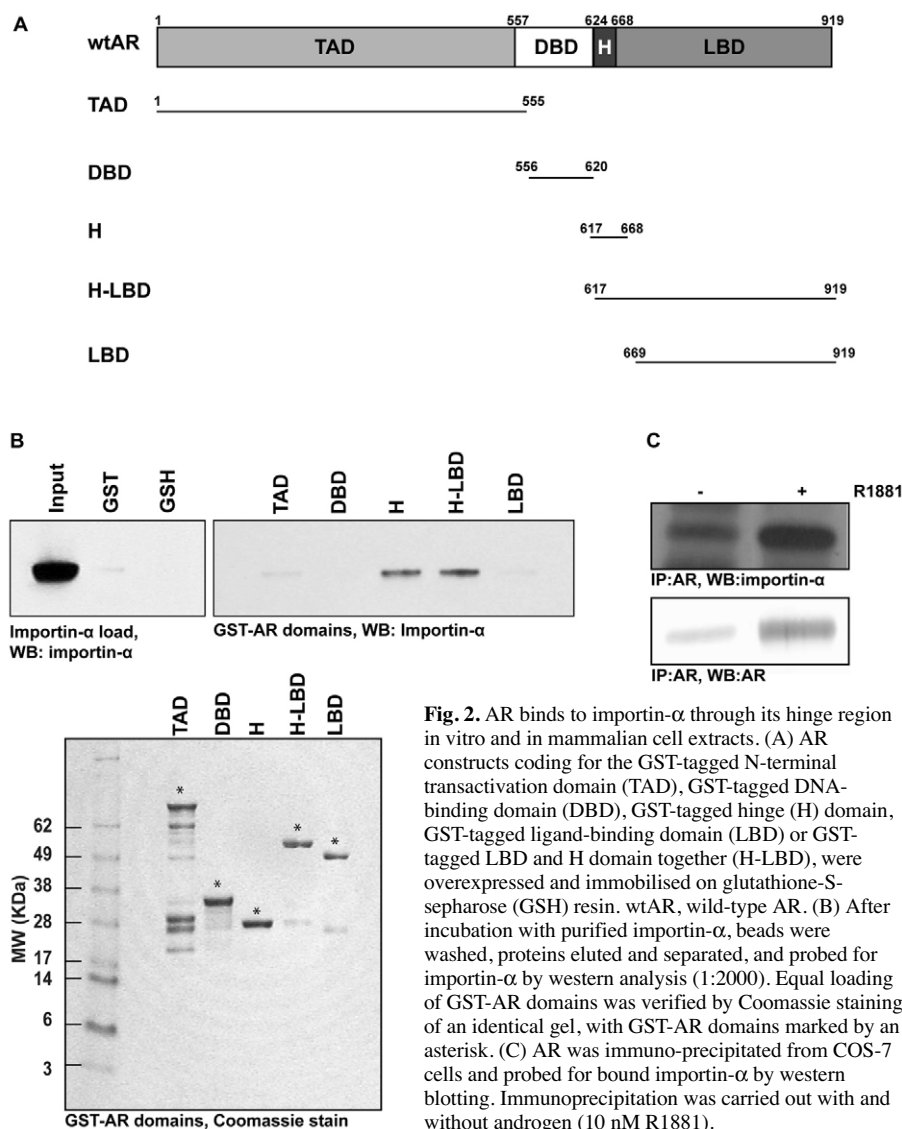 A
1 557 624 668 919
wtAR TAD DBD H LBD
1 555
TAD
556 620
DBD
617 668
H
617 919
H-LBD
669 919
LBD
B
Input GST GSH
TAD DBD H H-LBD LBD
Importin-α load,
WB: importin-α
GST-AR domains, WB: Importin-α
C
- + R1881
IP:AR, WB:importin-α
IP:AR, WB:AR
TAD DBD H H-LBD LBD
* * * * *
MW (KDa)
62
49
38
28
17
14
6
3
GST-AR domains, Coomassie stain
Fig. 2. AR binds to importin-α through its hinge region
in vitro and in mammalian cell extracts. (A) AR
constructs coding for the GST-tagged N-terminal
transactivation domain (TAD), GST-tagged DNA-
binding domain (DBD), GST-tagged hinge (H) domain,
GST-tagged ligand-binding domain (LBD) or GST-
tagged LBD and H domain together (H-LBD), were
overexpressed and immobilised on glutathione-S-
sepharose (GSH) resin. wtAR, wild-type AR. (B) After
incubation with purified importin-α, beads were
washed, proteins eluted and separated, and probed for
importin-α by western analysis (1:2000). Equal loading
of GST-AR domains was verified by Coomassie staining
of an identical gel, with GST-AR domains marked by an
asterisk. (C) AR was immuno-precipitated from COS-7
cells and probed for bound importin-α by western
blotting. Immunoprecipitation was carried out with and
without androgen (10 nM R1881).